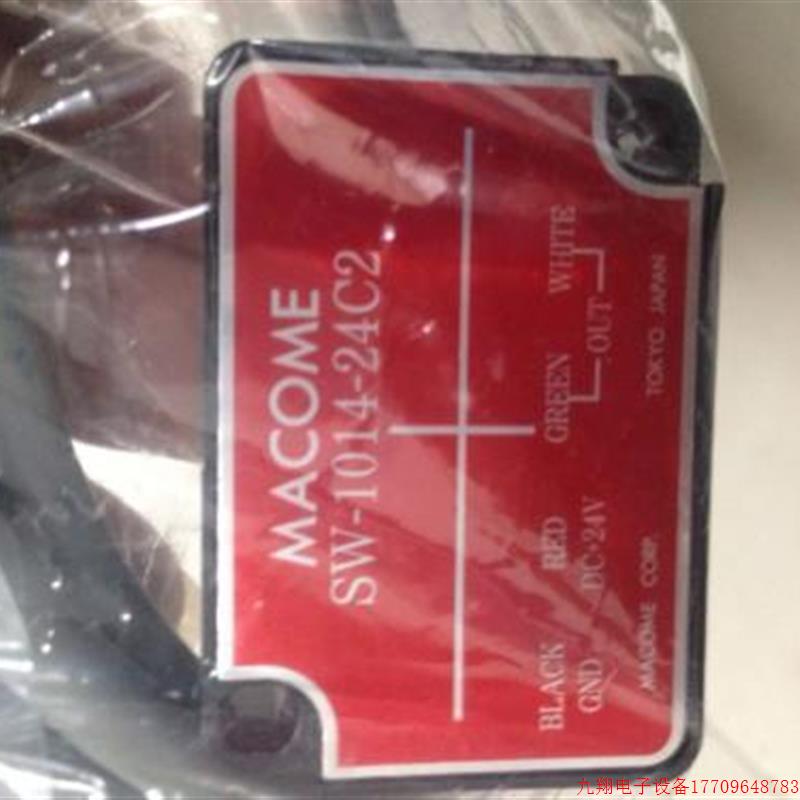 MACOME
SW-1014-24C2
BLACK RED GREEN WHITE
GND DC+24V OUT
MACOME CORP. TOKYO JAPAN
九翔电子设备17709648783